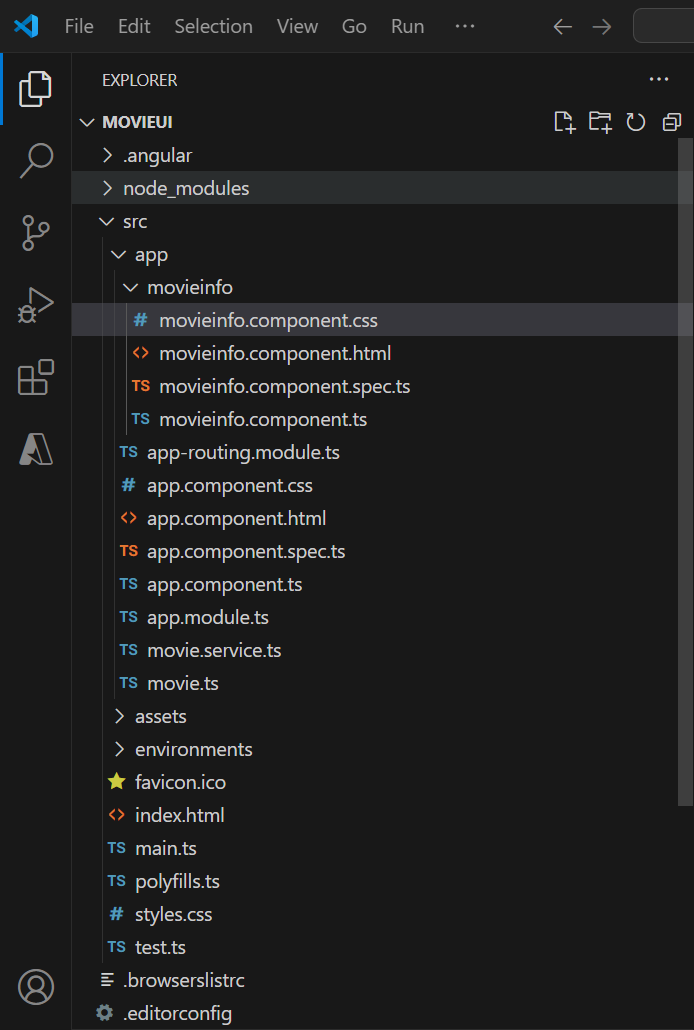 File Edit Selection View Go Run ···
EXPLORER ···
MOVIEUI
.angular
node_modules
src
app
movieinfo
# movieinfo.component.css
<> movieinfo.component.html
TS movieinfo.component.spec.ts
TS movieinfo.component.ts
TS app-routing.module.ts
# app.component.css
<> app.component.html
TS app.component.spec.ts
TS app.component.ts
TS app.module.ts
TS movie.service.ts
TS movie.ts
assets
environments
favicon.ico
<> index.html
TS main.ts
TS polyfills.ts
# styles.css
TS test.ts
.browserslistrc
.editorconfig